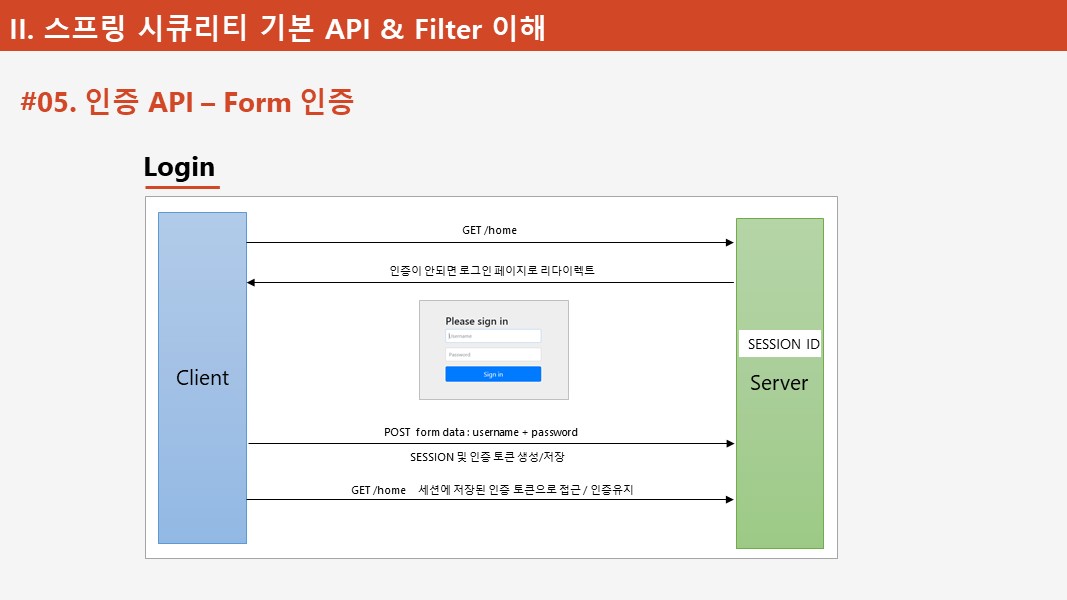 II. 스프링 시큐리티 기본 API & Filter 이해
#05. 인증 API – Form 인증
Login
GET /home
인증이 안되면 로그인 페이지로 리다이렉트
Please sign in
Username
Password
Sign in
Client
SESSION ID
Server
POST form data : username + password
SESSION 및 인증 토큰 생성/저장
GET /home 세션에 저장된 인증 토큰으로 접근 / 인증유지